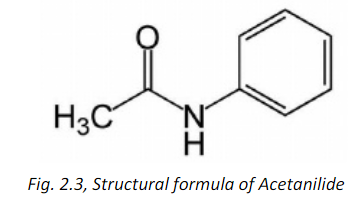 O
H₃C
N
H
Fig. 2.3, Structural formula of Acetanilide